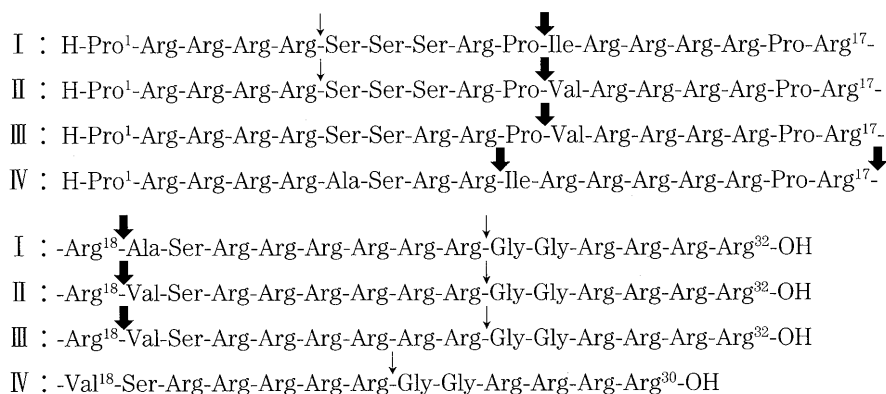 Ⅰ : H-Pro¹-Arg-Arg-Arg-Arg-Ser-Ser-Ser-Arg-Pro-Ile-Arg-Arg-Arg-Arg-Pro-Arg¹⁷-
Ⅱ : H-Pro¹-Arg-Arg-Arg-Arg-Ser-Ser-Ser-Arg-Pro-Val-Arg-Arg-Arg-Arg-Pro-Arg¹⁷-
Ⅲ : H-Pro¹-Arg-Arg-Arg-Arg-Ser-Ser-Arg-Arg-Pro-Val-Arg-Arg-Arg-Arg-Pro-Arg¹⁷-
Ⅳ : H-Pro¹-Arg-Arg-Arg-Arg-Ala-Ser-Arg-Arg-Ile-Arg-Arg-Arg-Arg-Arg-Pro-Arg¹⁷-
Ⅰ : -Arg¹⁸-Ala-Ser-Arg-Arg-Arg-Arg-Arg-Arg-Gly-Gly-Arg-Arg-Arg-Arg³²-OH
Ⅱ : -Arg¹⁸-Val-Ser-Arg-Arg-Arg-Arg-Arg-Arg-Gly-Gly-Arg-Arg-Arg-Arg³²-OH
Ⅲ : -Arg¹⁸-Val-Ser-Arg-Arg-Arg-Arg-Arg-Arg-Gly-Gly-Arg-Arg-Arg-Arg³²-OH
Ⅳ : -Val¹⁸-Ser-Arg-Arg-Arg-Arg-Arg-Gly-Gly-Arg-Arg-Arg-Arg³⁰-OH